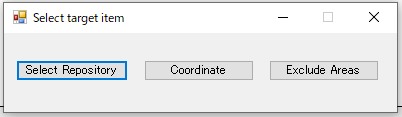 Select target item
Select Repository
Coordinate
Exclude Areas